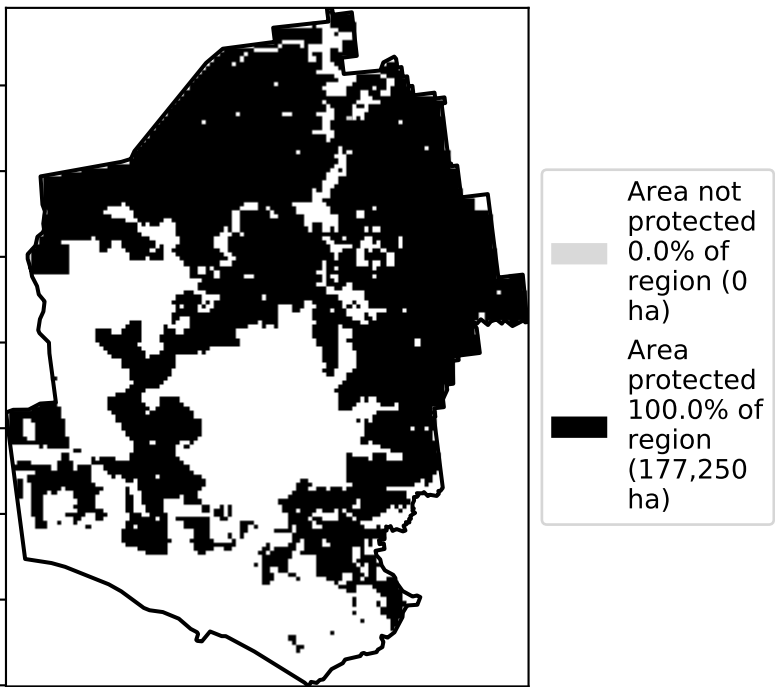 Area not
protected
0.0% of
region (0
ha)
Area
protected
100.0% of
region
(177,250
ha)